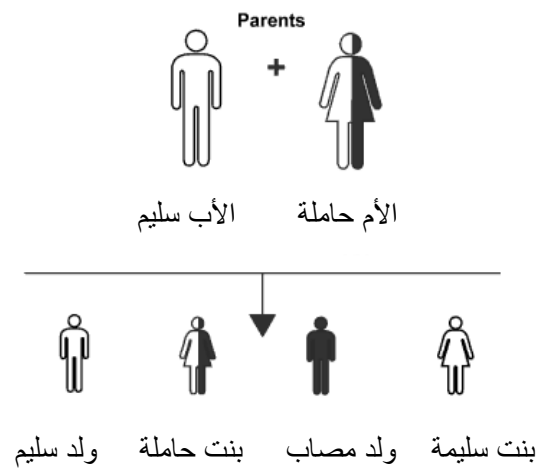 Parents
+
الأم حاملة الأب سليم
بنت سليمة ولد مصاب بنت حاملة ولد سليم